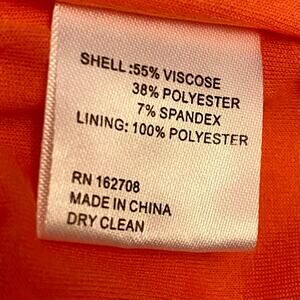 SHELL:55% VISCOSE
38% POLYESTER
7% SPANDEX
LINING: 100% POLYESTER
RN 162708
MADE IN CHINA
DRY CLEAN